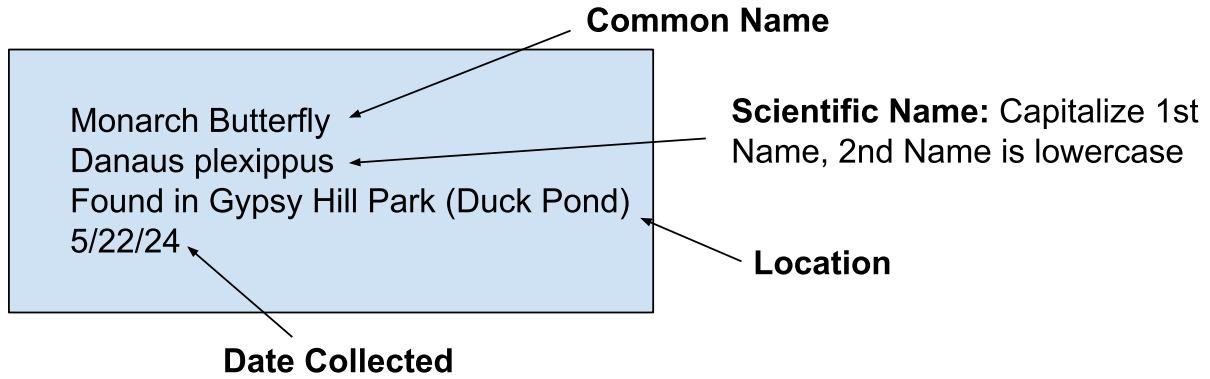 Common Name
Monarch Butterfly
Danaus plexippus
Found in Gypsy Hill Park (Duck Pond)
5/22/24
Scientific Name: Capitalize 1st
Name, 2nd Name is lowercase
Location
Date Collected